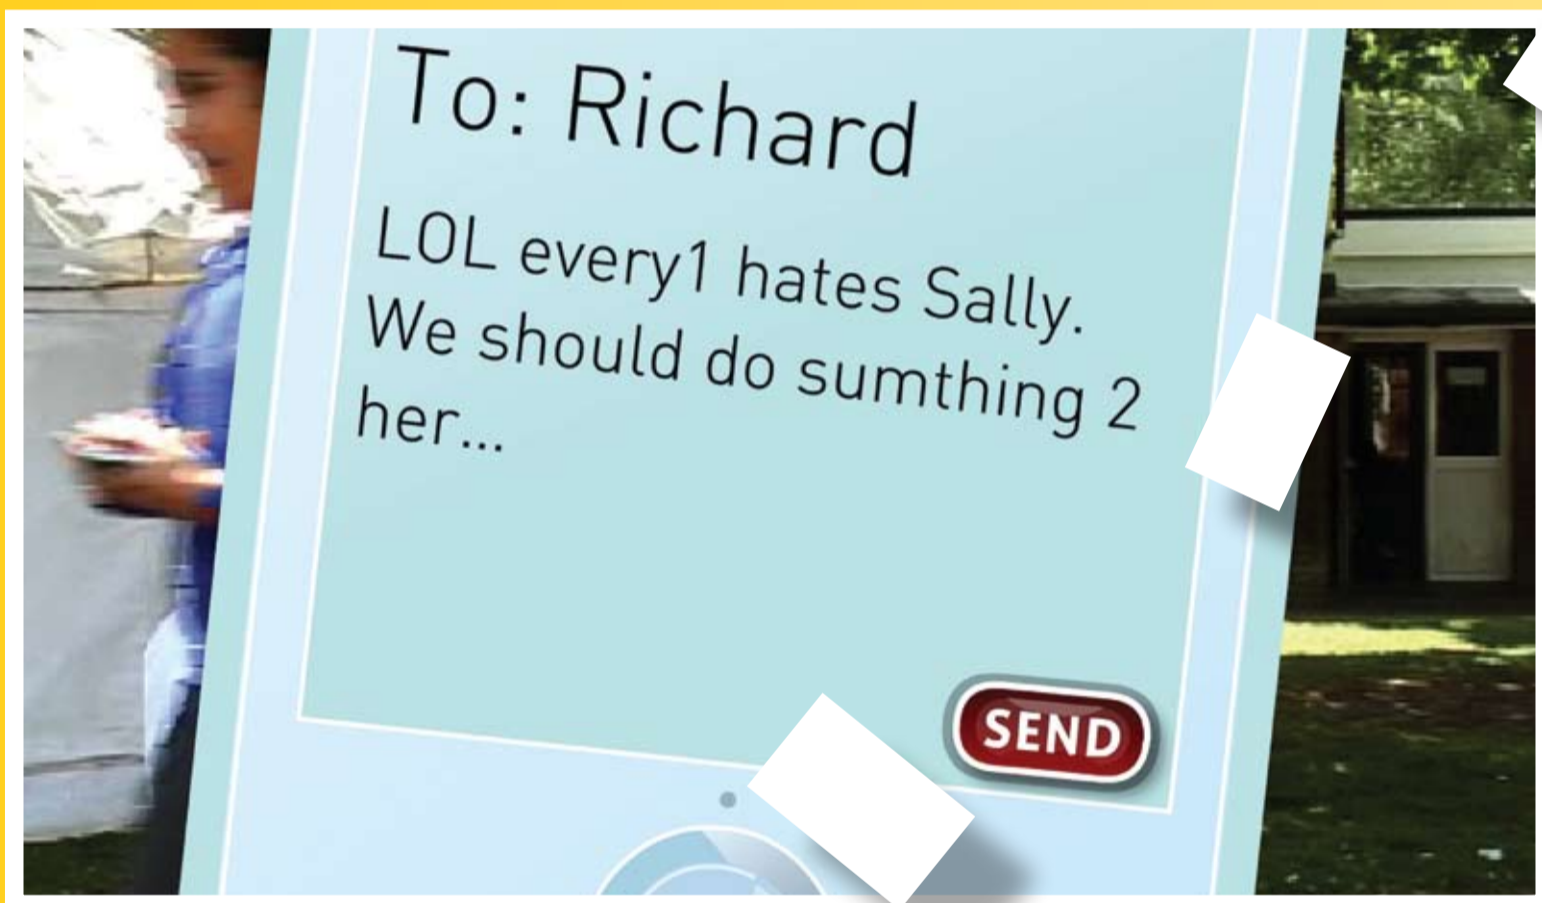 To: Richard
LOL every1 hates Sally.
We should do sumthing 2
her...
SEND